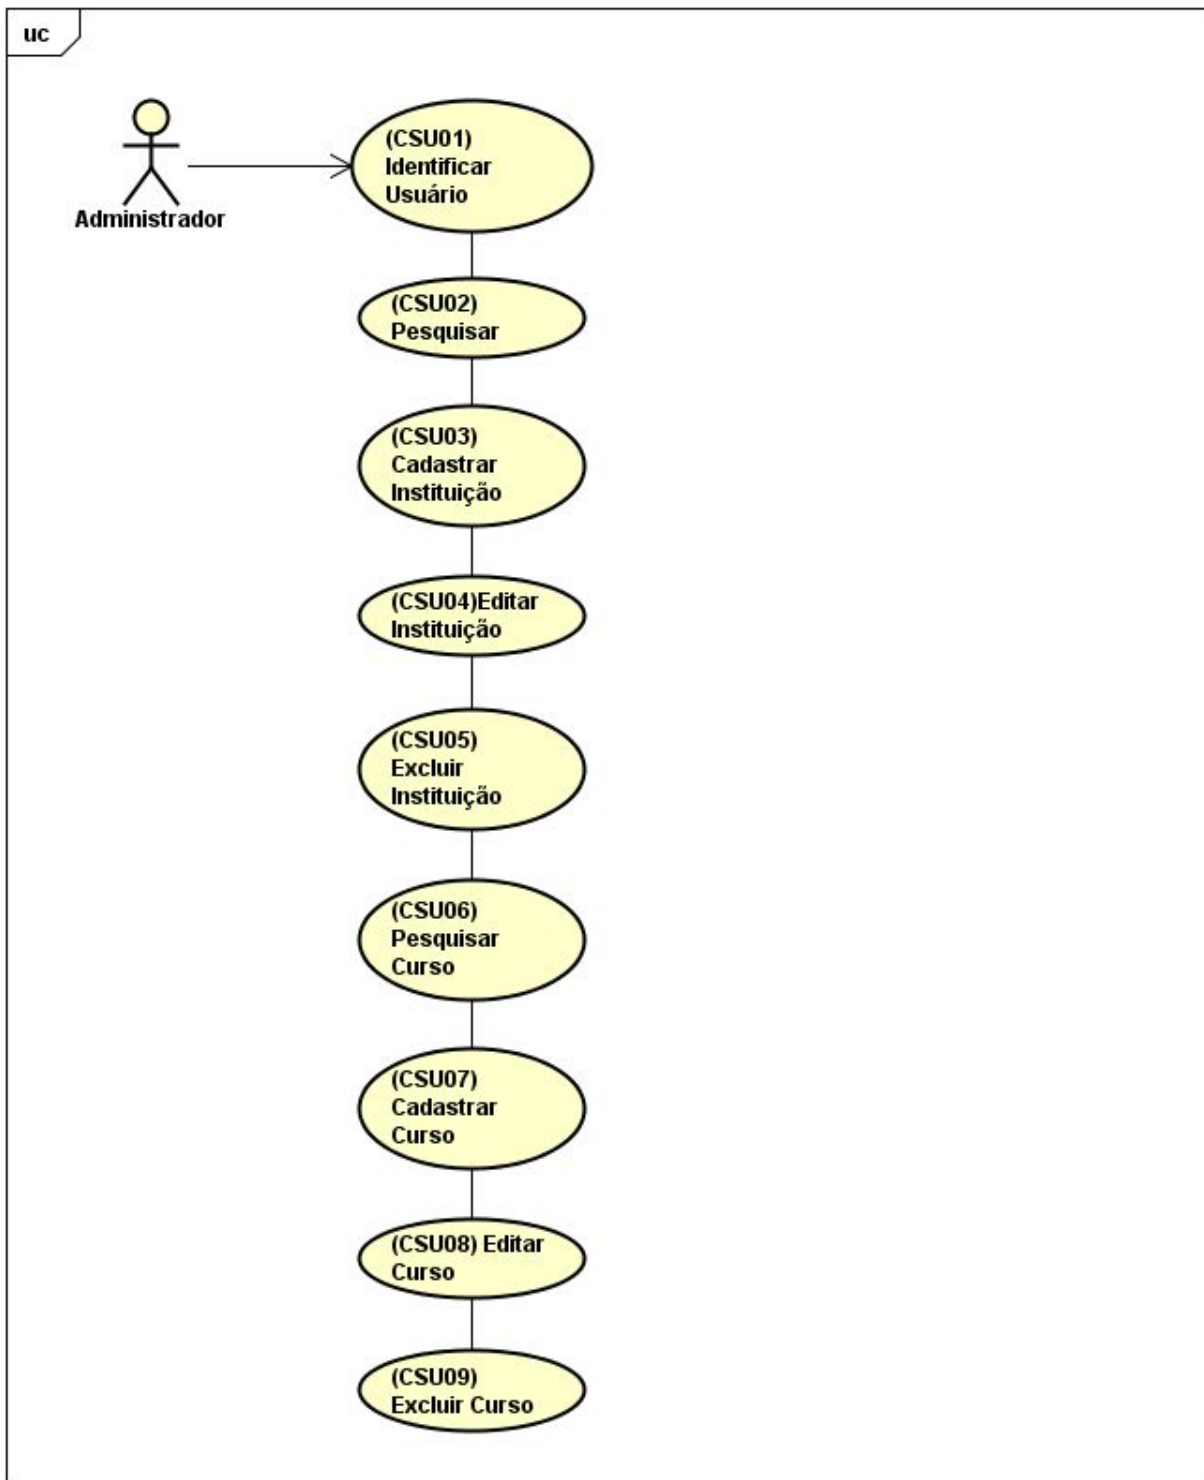 uc
Administrador
(CSU01)
Identificar
Usuário
(CSU02)
Pesquisar
(CSU03)
Cadastrar
Instituição
(CSU04)Editar
Instituição
(CSU05)
Excluir
Instituição
(CSU06)
Pesquisar
Curso
(CSU07)
Cadastrar
Curso
(CSU08) Editar
Curso
(CSU09)
Excluir Curso